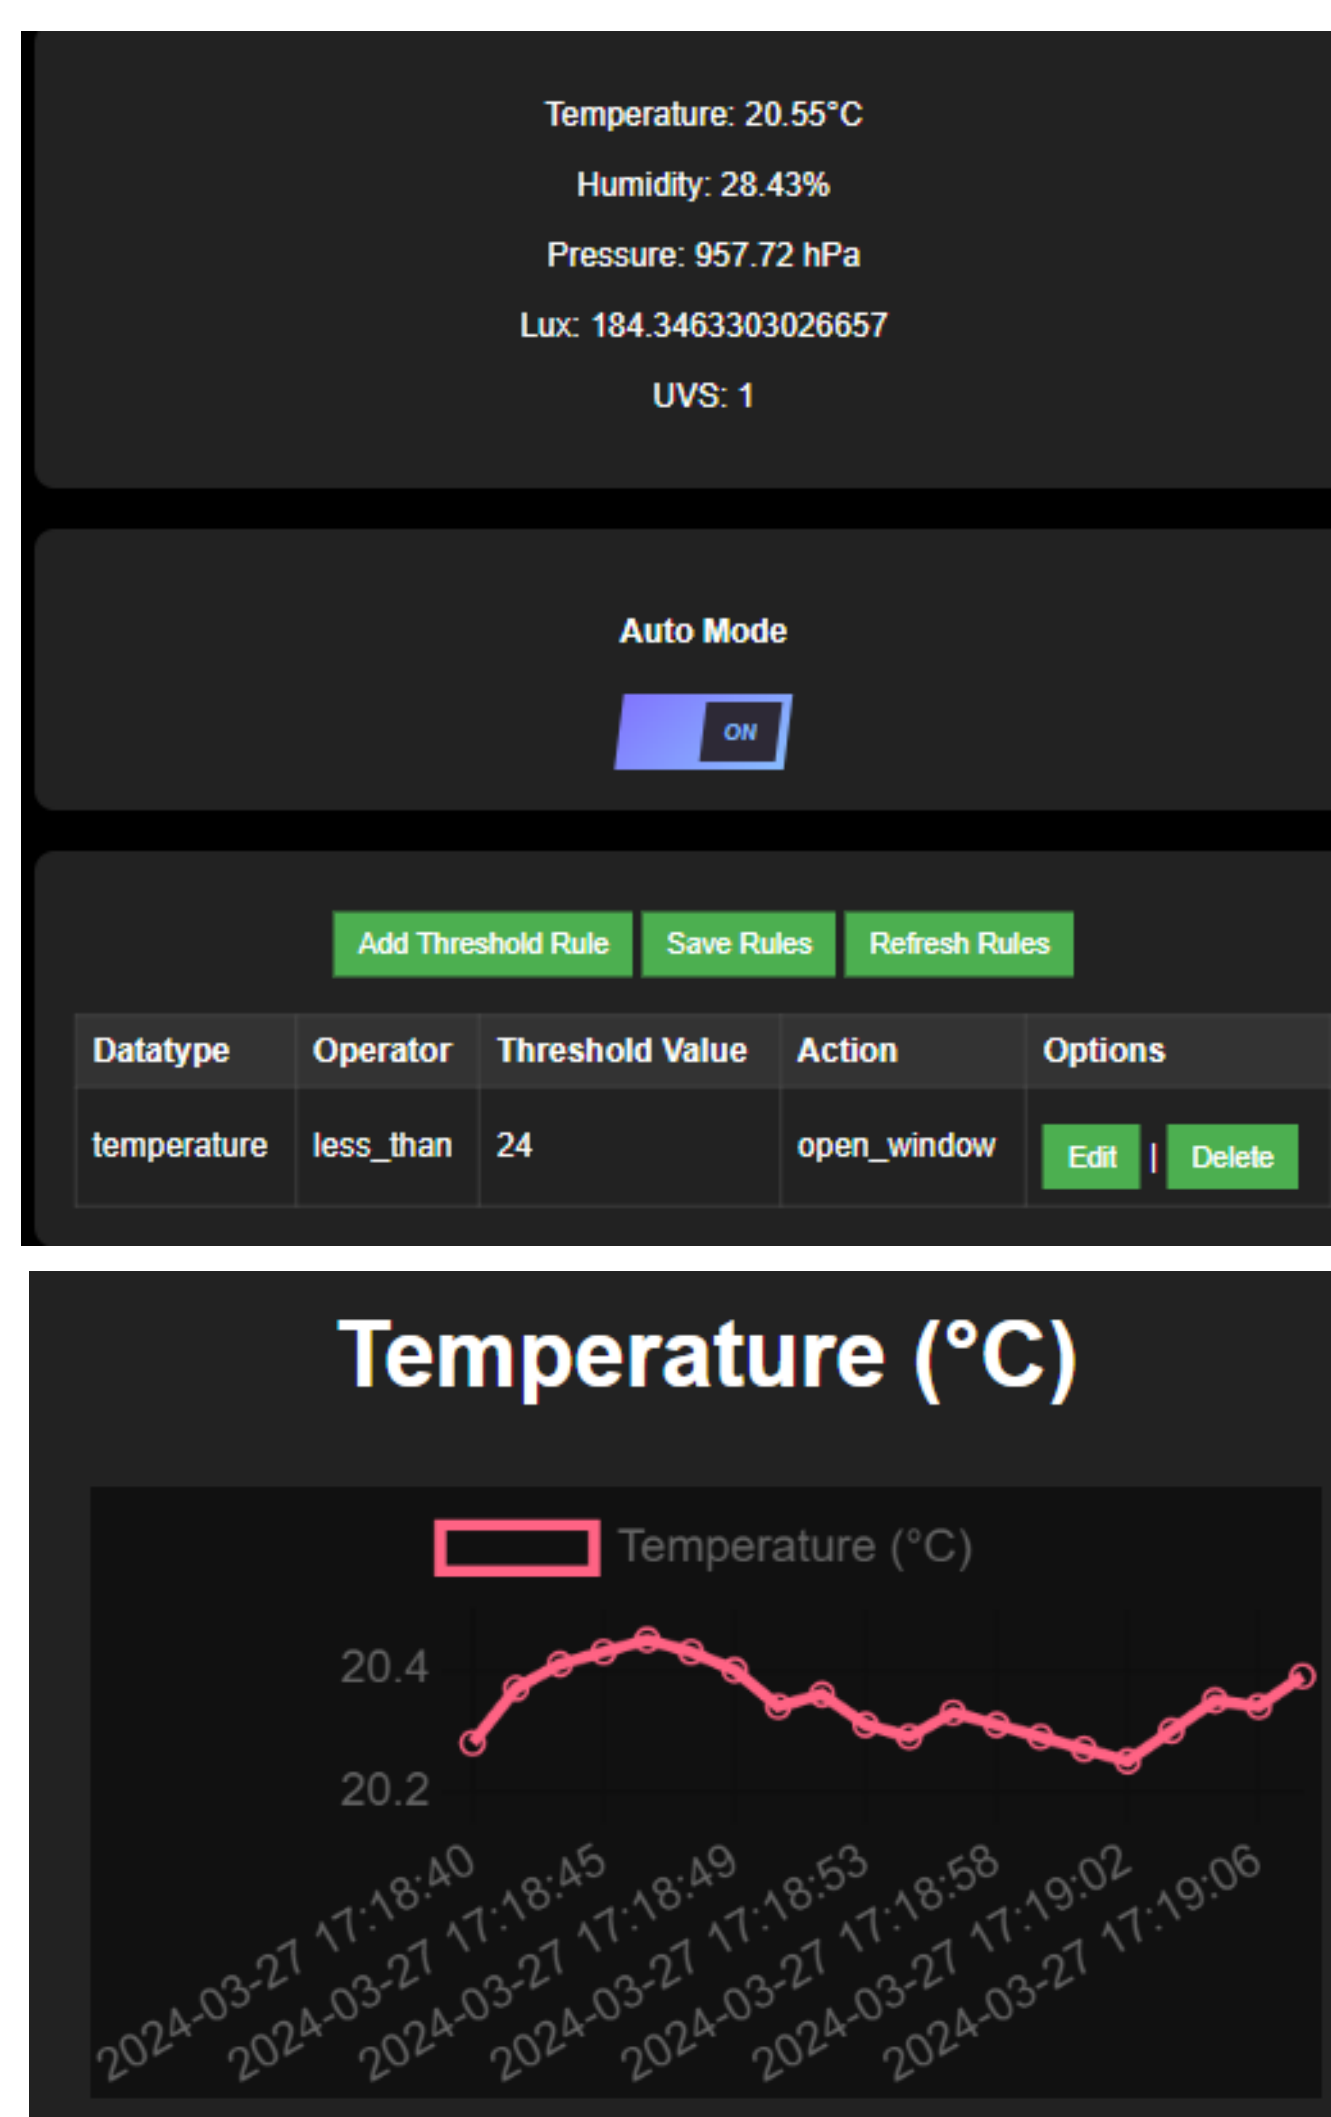 Temperature: 20.55°C
Humidity: 28.43%
Pressure: 957.72 hPa
Lux: 184.3463303026657
UVS: 1
Auto Mode
ON
Add Threshold Rule Save Rules Refresh Rules
Datatype Operator Threshold Value Action Options
temperature less_than 24 open_window Edit | Delete
Temperature (°C)
Temperature (°C)
20.4
20.2
2024-03-27 17:18:40
2024-03-27 17:18:45
2024-03-27 17:18:49
2024-03-27 17:18:53
2024-03-27 17:18:58
2024-03-27 17:19:02
2024-03-27 17:19:06